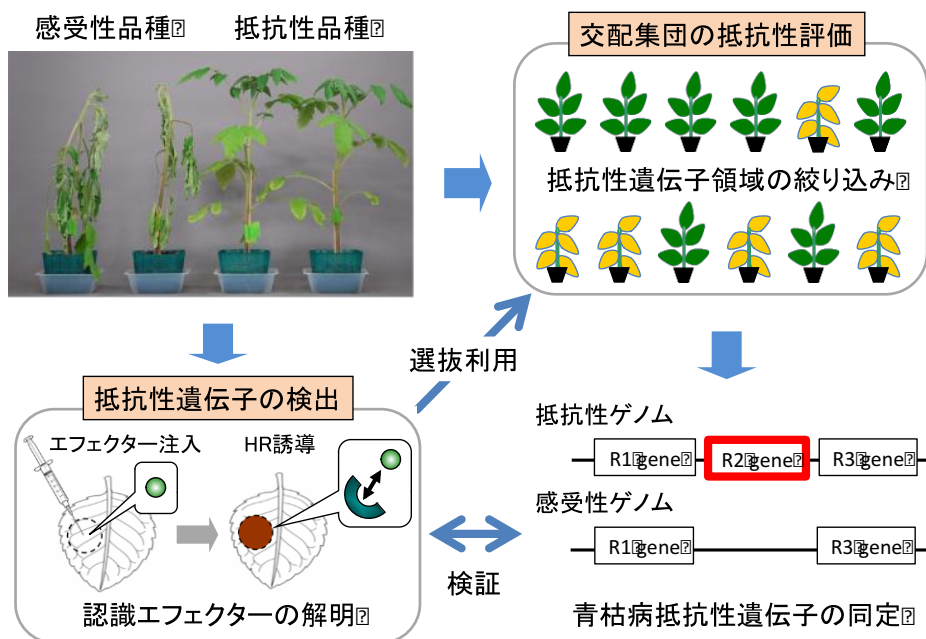 感受性品種
抵抗性品種
交配集団の抵抗性評価
抵抗性遺伝子領域の絞り込み
選抜利用
抵抗性遺伝子の検出
エフェクター注入
HR誘導
認識エフェクターの解明
検証
抵抗性ゲノム
R1 gene
R2 gene
R3 gene
感受性ゲノム
R1 gene
R3 gene
青枯病抵抗性遺伝子の同定